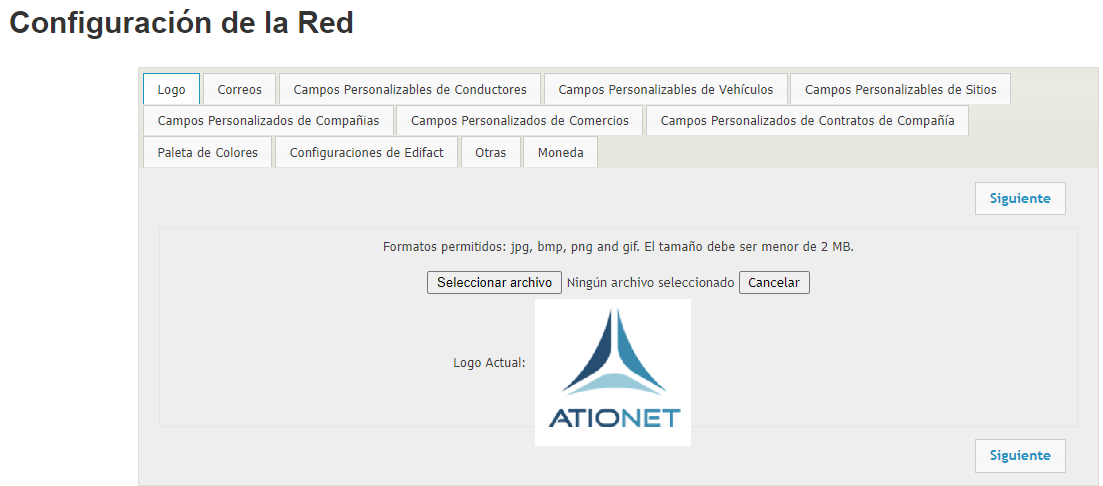 Configuración de la Red
Logo Correos Campos Personalizables de Conductores Campos Personalizables de Vehículos Campos Personalizables de Sitios
Campos Personalizados de Compañias Campos Personalizados de Comercios Campos Personalizados de Contratos de Compañía
Paleta de Colores Configuraciones de Edifact Otras Moneda
Siguiente
Formatos permitidos: jpg, bmp, png and gif. El tamaño debe ser menor de 2 MB.
Seleccionar archivo Ningún archivo seleccionado Cancelar
Logo Actual:
ATIONET
Siguiente